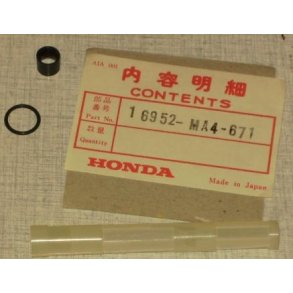 内容明細
CONTENTS
部品番号
Part No.
16952-MA4-671
数量
Quantity
HONDA
Made in Japan